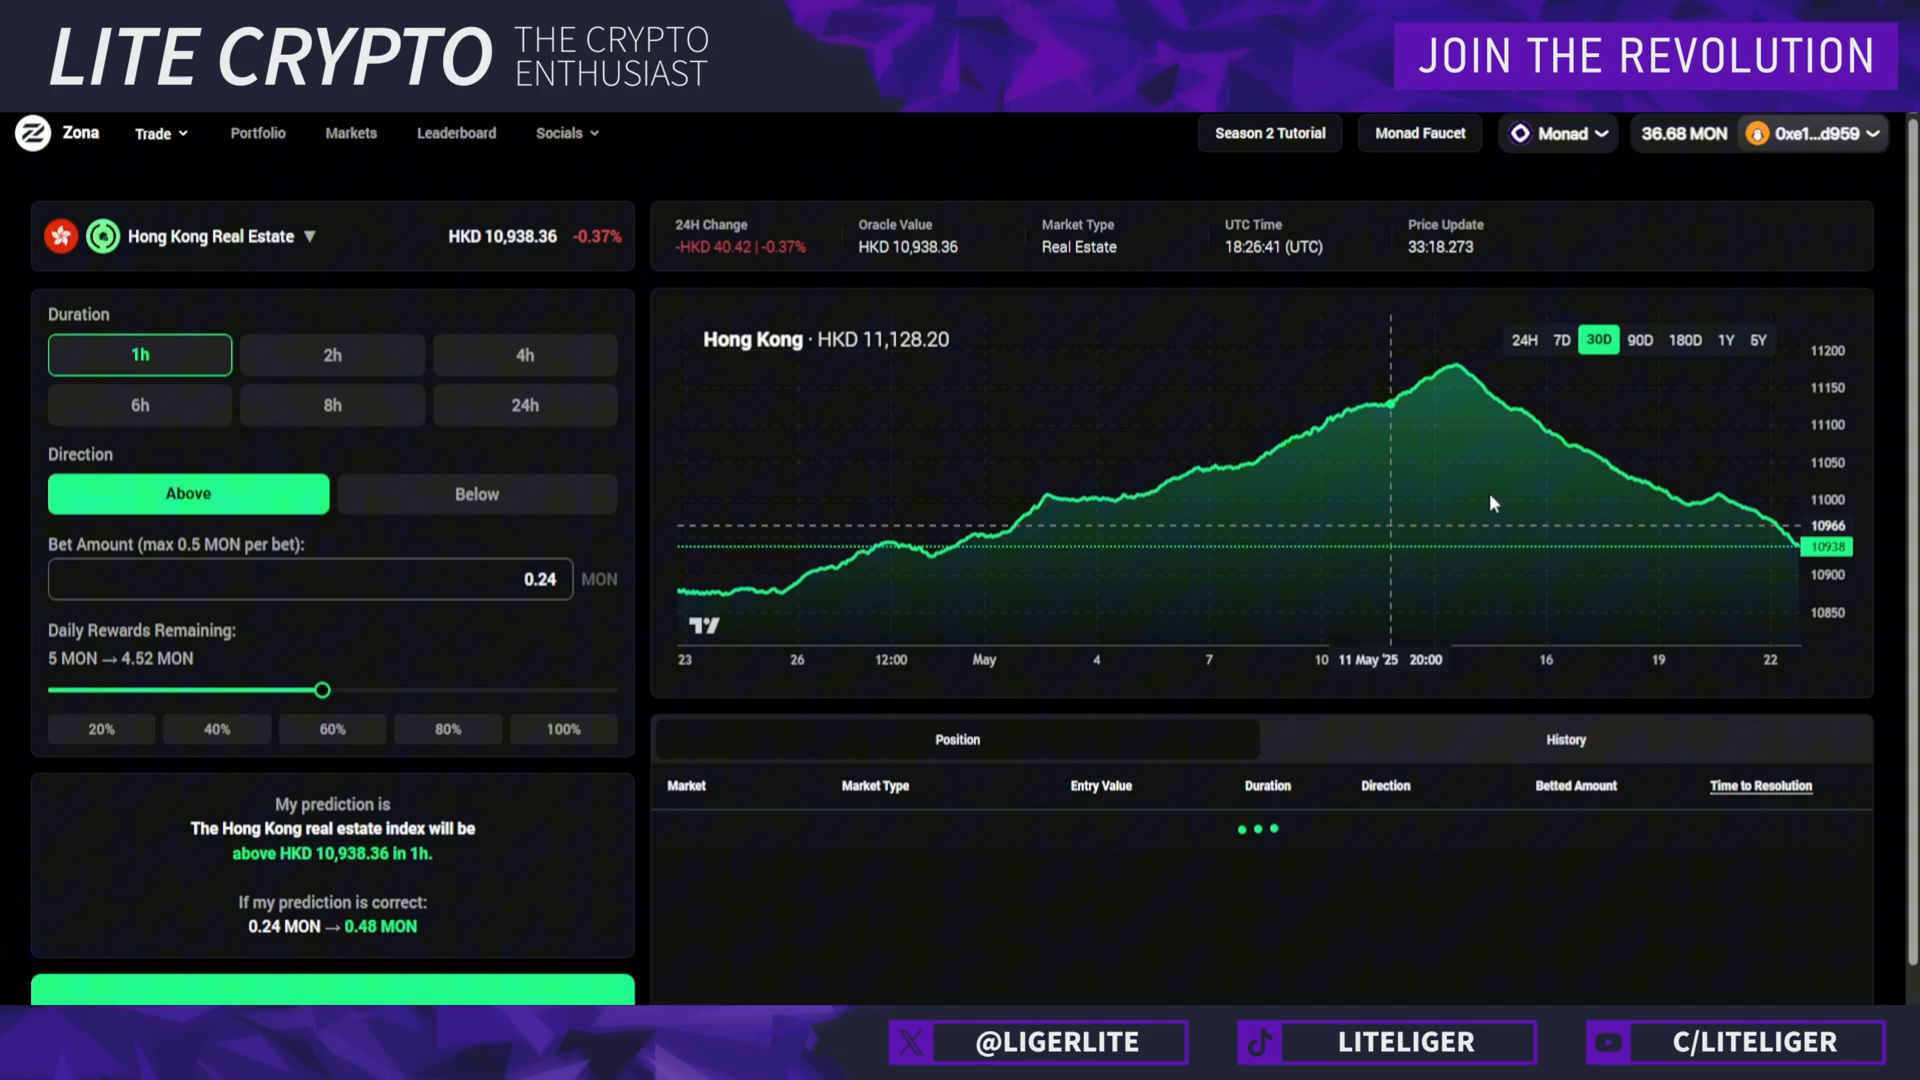 LITE CRYPTO
THE CRYPTO
ENTHUSIAST
JOIN THE REVOLUTION
Zona
Trade
Portfolio
Markets
Leaderboard
Socials
Season 2 Tutorial
Monad Faucet
Monad
36.68 MON
0xe1...d959
Hong Kong Real Estate
HKD 10,938.36
-0.37%
24H Change
-HKD 40.42 | -0.37%
Oracle Value
HKD 10,938.36
Market Type
Real Estate
UTC Time
18:26:41 (UTC)
Price Update
33:18.273
Duration
1h
2h
4h
6h
8h
24h
Direction
Above
Below
Bet Amount (max 0.5 MON per bet):
0.24
MON
Daily Rewards Remaining:
5 MON → 4.52 MON
20%
40%
60%
80%
100%
My prediction is
The Hong Kong real estate index will be
above HKD 10,938.36 in 1h.
If my prediction is correct:
0.24 MON → 0.48 MON
Hong Kong · HKD 11,128.20
24H
7D
30D
90D
180D
1Y
5Y
11200
11150
11100
11050
11000
10966
10938
10900
10850
23
26
12:00
May
4
7
10
11 May '25 20:00
16
19
22
Position
History
Market
Market Type
Entry Value
Duration
Direction
Betted Amount
Time to Resolution
@LIGERLITE
LITELIGER
C/LITELIGER